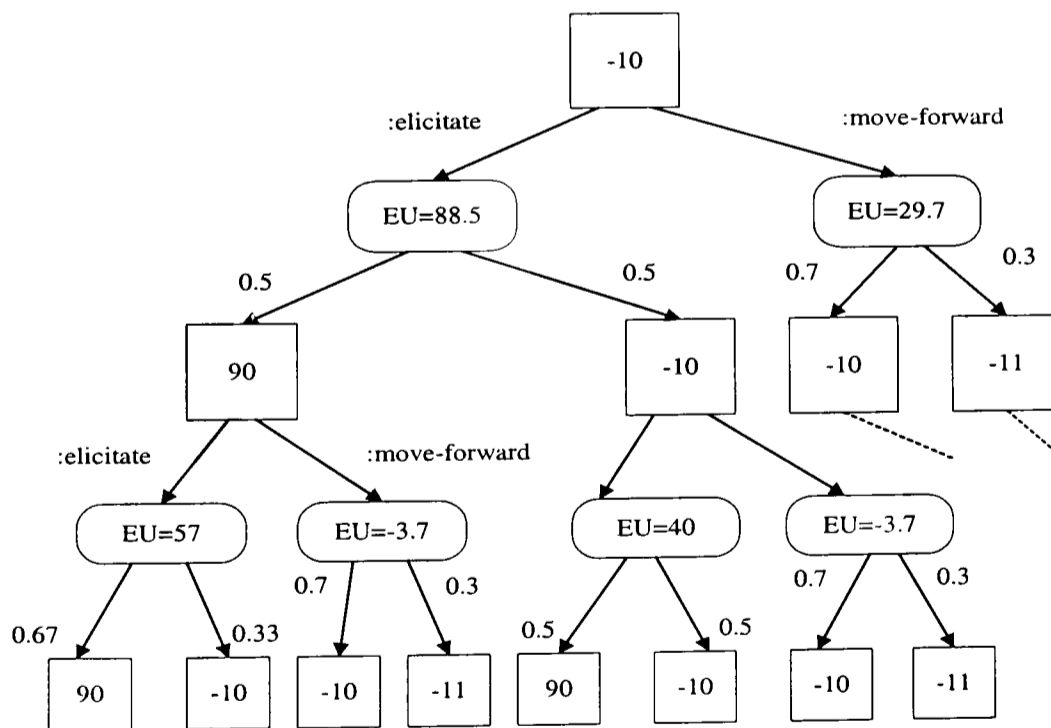 -10
:elicitate :move-forward
EU=88.5 EU=29.7
0.5 0.5 0.7 0.3
90 -10 -10 -11
:elicitate :move-forward
EU=57 EU=-3.7 EU=40 EU=-3.7
0.67 0.33 0.7 0.3 0.5 0.5 0.7 0.3
90 -10 -10 -11 90 -10 -10 -11